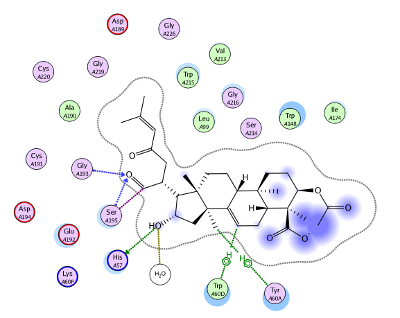 Asp
A189
Gly
A226
Val
A213
Cys
A220
Gly
A219
Trp
A215
Gly
A216
Ala
A190
Leu
A99
Ser
A214
Trp
A148
Ile
A174
Cys
A191
Gly
A193
O
O
H
H
O
O
O
O
O
Asp
A194
Ser
A195
Glu
A192
HO
His
A57
Lys
A60F
H₂O
H
H
Trp
A60D
Tyr
A60A